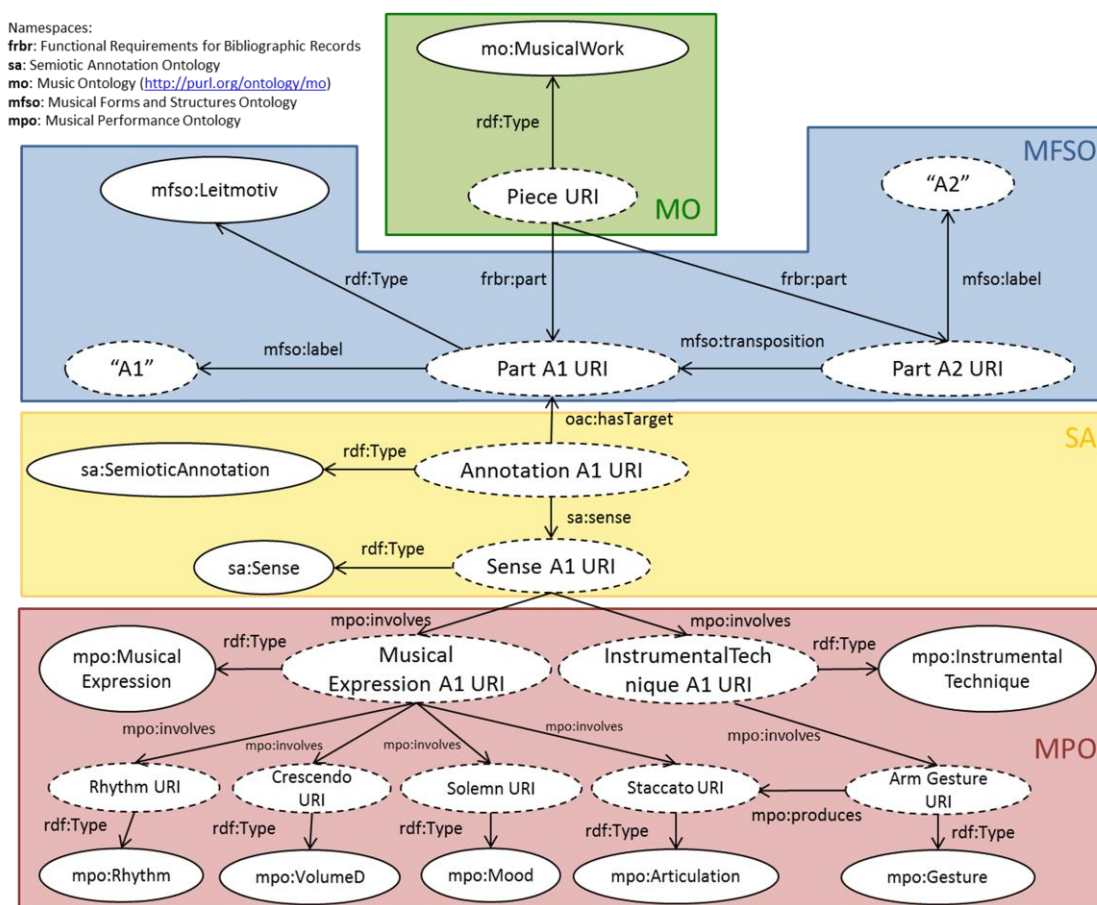 Namespaces:
frbr: Functional Requirements for Bibliographic Records
sa: Semiotic Annotation Ontology
mo: Music Ontology (http://purl.org/ontology/mo)
mfso: Musical Forms and Structures Ontology
mpo: Musical Performance Ontology
mo:MusicalWork
rdf:Type
Piece URI
MO
MFSO
mfso:Leitmotiv
"A2"
rdf:Type
frbr:part
frbr:part
mfso:label
"A1"
mfso:label
Part A1 URI
mfso:transposition
Part A2 URI
oac:hasTarget
SA
sa:SemioticAnnotation
rdf:Type
Annotation A1 URI
sa:sense
sa:Sense
rdf:Type
Sense A1 URI
mpo:involves
mpo:involves
mpo:Musical
Expression
rdf:Type
Musical
Expression A1 URI
InstrumentalTech
nique A1 URI
rdf:Type
mpo:Instrumental
Technique
mpo:involves
mpo:involves
mpo:involves
mpo:involves
mpo:involves
MPO
Rhythm URI
Crescendo
URI
Solemn URI
Staccato URI
mpo:produces
Arm Gesture
URI
rdf:Type
rdf:Type
rdf:Type
rdf:Type
rdf:Type
mpo:Rhythm
mpo:VolumeD
mpo:Mood
mpo:Articulation
mpo:Gesture